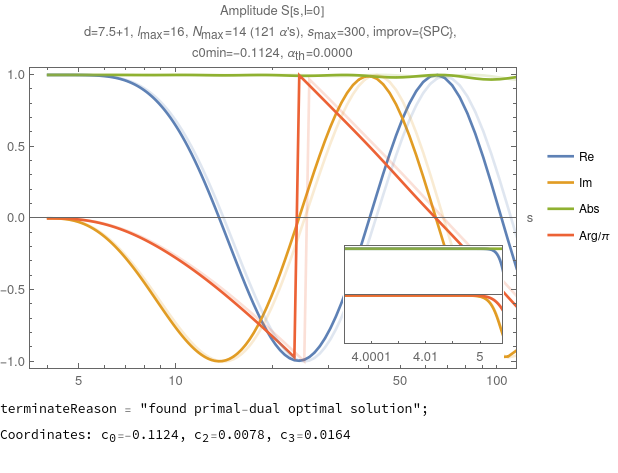 Amplitude S[s,l=0]
d=7.5+1, lmax=16, Nmax=14 (121 α's), smax=300, improv={SPC},
c0min=-0.1124, αth=0.0000
1.0
0.5
0.0
-0.5
-1.0
s
Re
Im
Abs
Arg/π
4.0001 4.01 5
5 10 50 100
terminateReason = "found primal-dual optimal solution";
Coordinates: c0=-0.1124, c2=0.0078, c3=0.0164